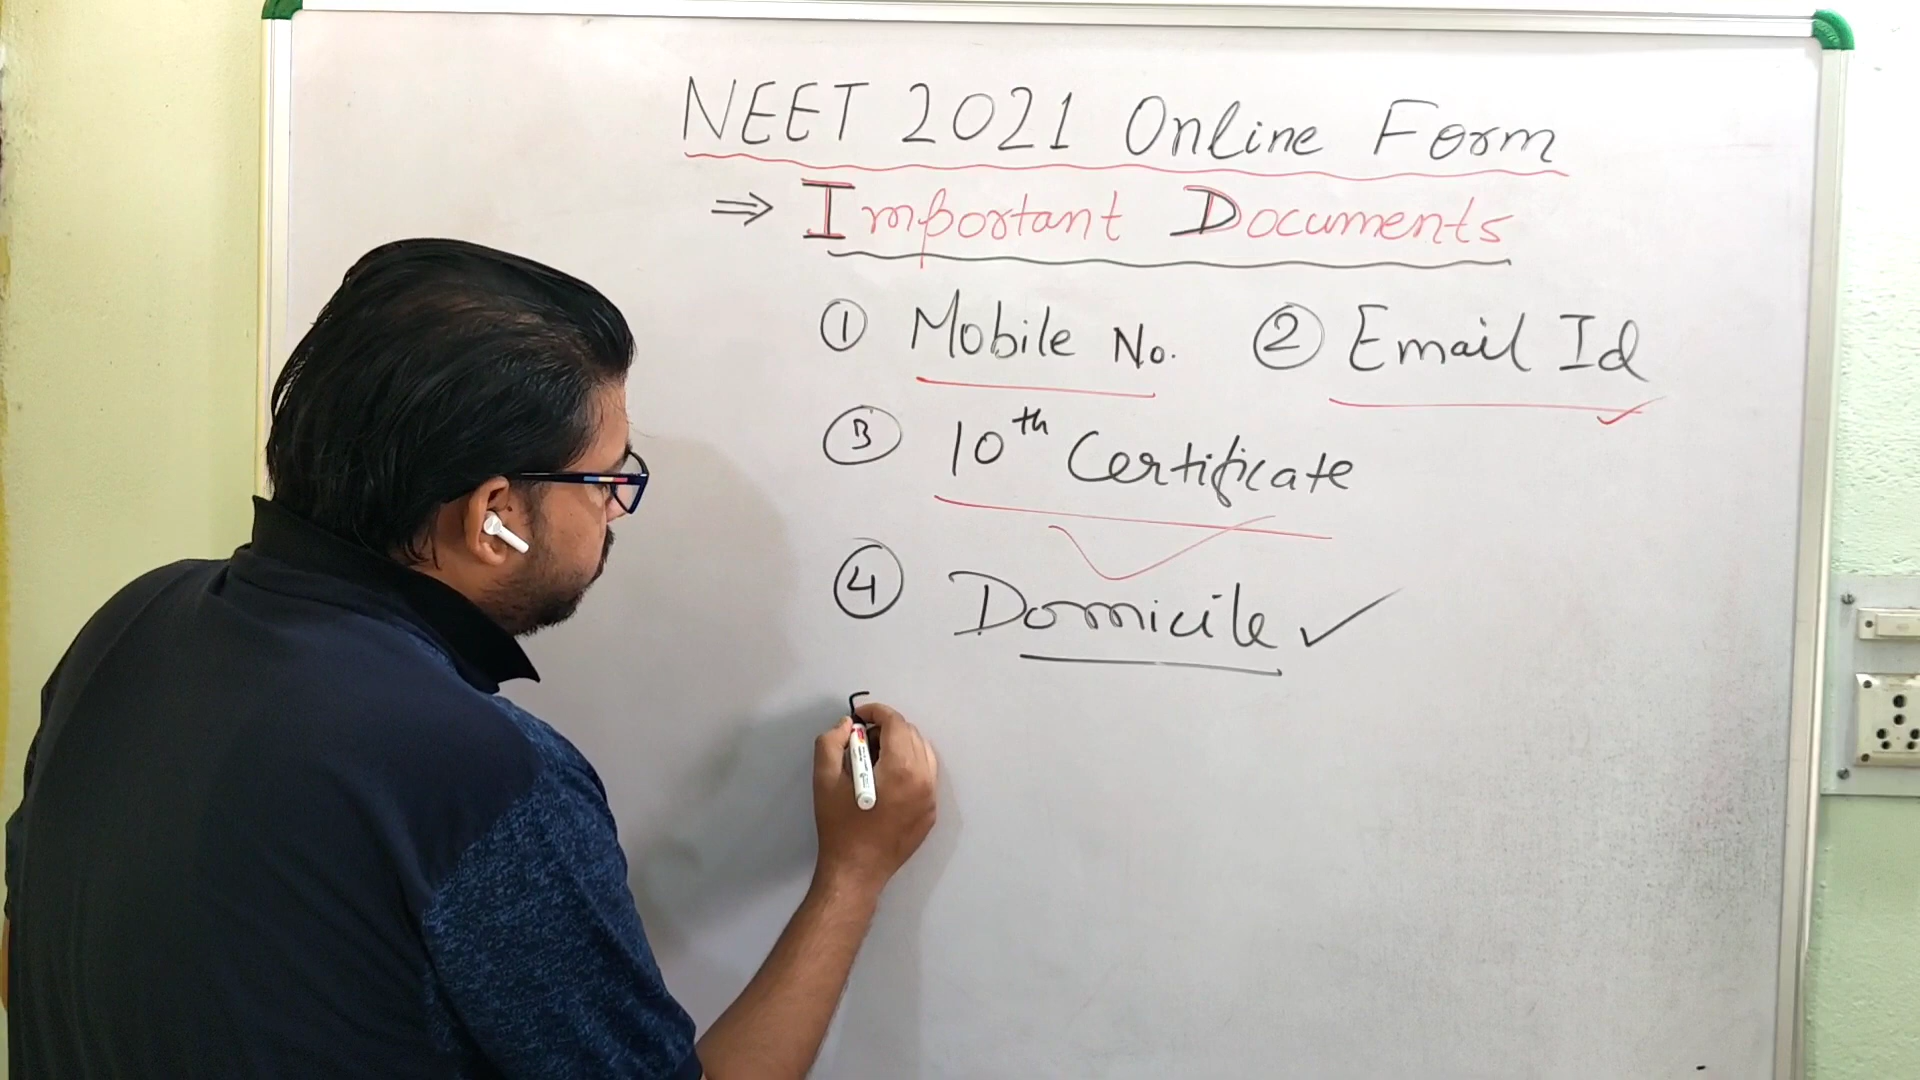 NEET 2021 Online Form
⇒ Important Documents
① Mobile No. ② Email Id
③ 10th Certificate
④ Domicile ✓